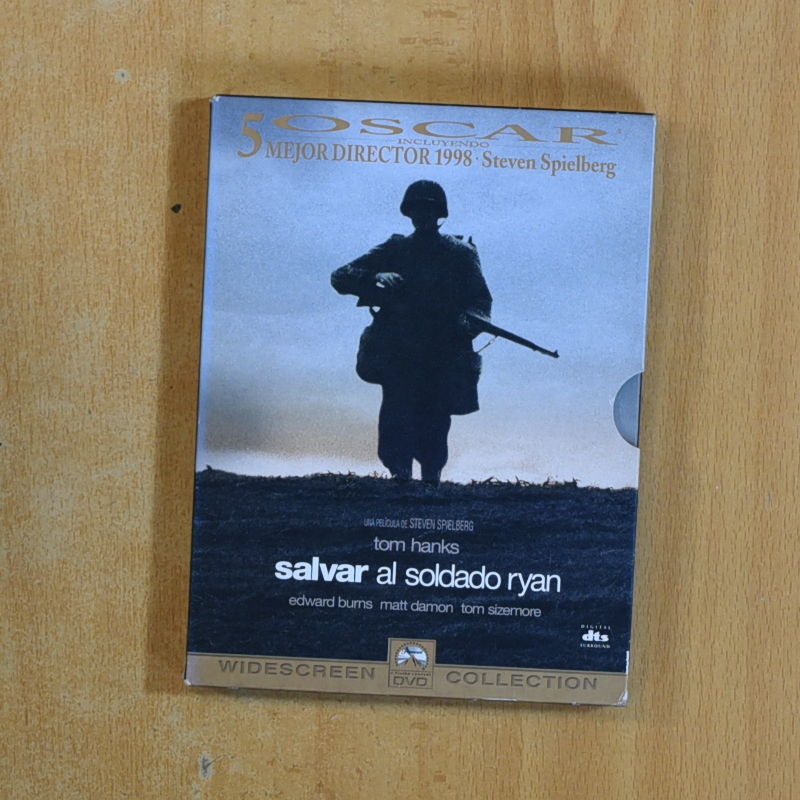 5 OSCAR
INCLUYENDO
MEJOR DIRECTOR 1998 · Steven Spielberg
UNA PELÍCULA DE STEVEN SPIELBERG
tom hanks
salvar al soldado ryan
edward burns matt damon tom sizemore
DIGITAL
dts
SURROUND
WIDESCREEN DVD COLLECTION